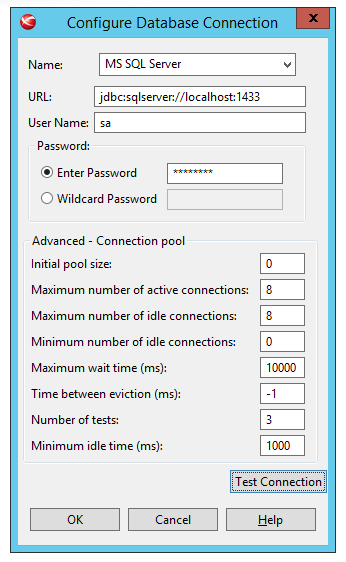 Configure Database Connection
x
Name: MS SQL Server
URL: jdbc:sqlserver://localhost:1433
User Name: sa
Password:
Enter Password ********
Wildcard Password
Advanced - Connection pool
Initial pool size: 0
Maximum number of active connections: 8
Maximum number of idle connections: 8
Minimum number of idle connections: 0
Maximum wait time (ms): 10000
Time between eviction (ms): -1
Number of tests: 3
Minimum idle time (ms): 1000
Test Connection
OK Cancel Help